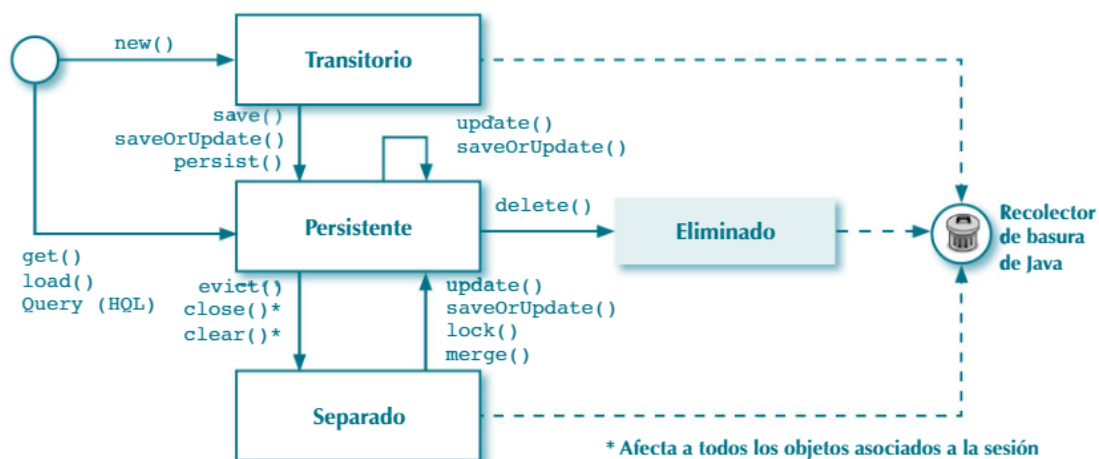 new()
Transitorio
save()
saveOrUpdate()
persist()
update()
saveOrUpdate()
Persistente
delete()
Eliminado
Recolector
de basura
de Java
get()
load()
Query (HQL)
evict()
close()*
clear()*
update()
saveOrUpdate()
lock()
merge()
Separado
* Afecta a todos los objetos asociados a la sesión